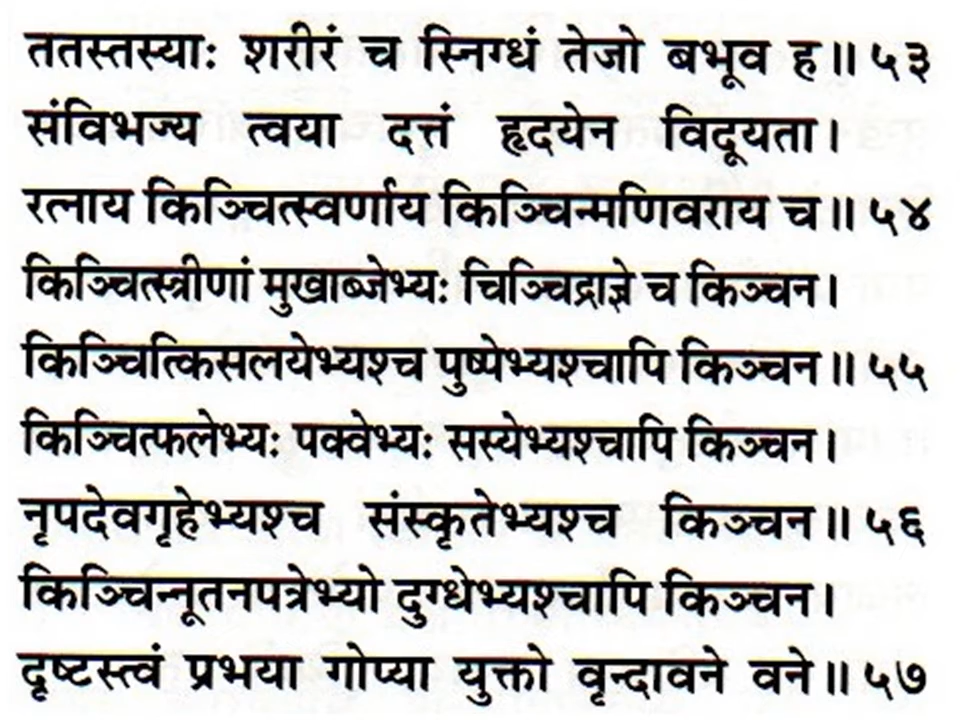 ततस्तस्याः शरीरं च स्निग्धं तेजो बभूव ह॥ ५३
संविभज्य त्वया दत्तं हृदयेन विदूयता।
रत्नाय किञ्चित्स्वर्णाय किञ्चिन्मणिवराय च॥ ५४
किञ्चित्स्त्रीणां मुखाब्जेभ्यः चिञ्चिद्राज्ञे च किञ्चन।
किञ्चित्किसलयेभ्यश्च पुष्पेभ्यश्चापि किञ्चन॥ ५५
किञ्चित्फलेभ्यः पक्वेभ्यः सस्येभ्यश्चापि किञ्चन।
नृपदेवगृहेभ्यश्च संस्कृतेभ्यश्च किञ्चन॥ ५६
किञ्चिन्नूतनपत्रेभ्यो दुग्धेभ्यश्चापि किञ्चन।
दृष्टस्त्वं प्रभया गोप्या युक्तो वृन्दावने वने॥ ५७